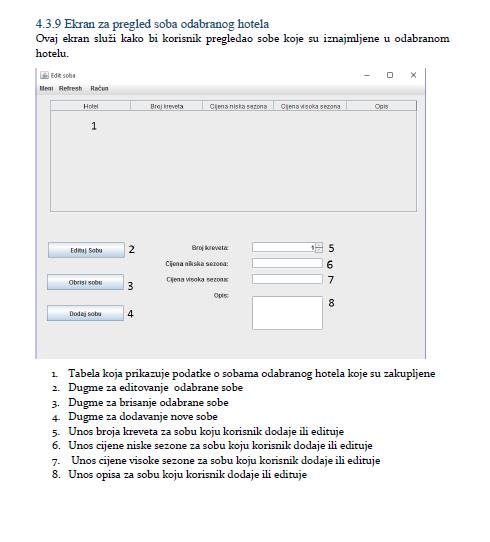 4.3.9 Ekran za pregled soba odabranog hotela
Ovaj ekran služi kako bi korisnik pregledao sobe koje su iznajmljene u odabranom
hotelu.
Edit soba
Meni Refresh Račun
Hotel Broj kreveta Cijena niska sezona Cijena visoka sezona Opis
1
Edituj Sobu 2 Broj kreveta: 1 5
Cijena nikska sezona: 6
Obrisi sobu 3 Cijena visoka sezona: 7
Dodaj sobu 4 Opis: 8
1. Tabela koja prikazuje podatke o sobama odabranog hotela koje su zakupljene
2. Dugme za editovanje odabrane sobe
3. Dugme za brisanje odabrane sobe
4. Dugme za dodavanje nove sobe
5. Unos broja kreveta za sobu koju korisnik dodaje ili edituje
6. Unos cijene niske sezone za sobu koju korisnik dodaje ili edituje
7. Unos cijene visoke sezone za sobu koju korisnik dodaje ili edituje
8. Unos opisa za sobu koju korisnik dodaje ili edituje